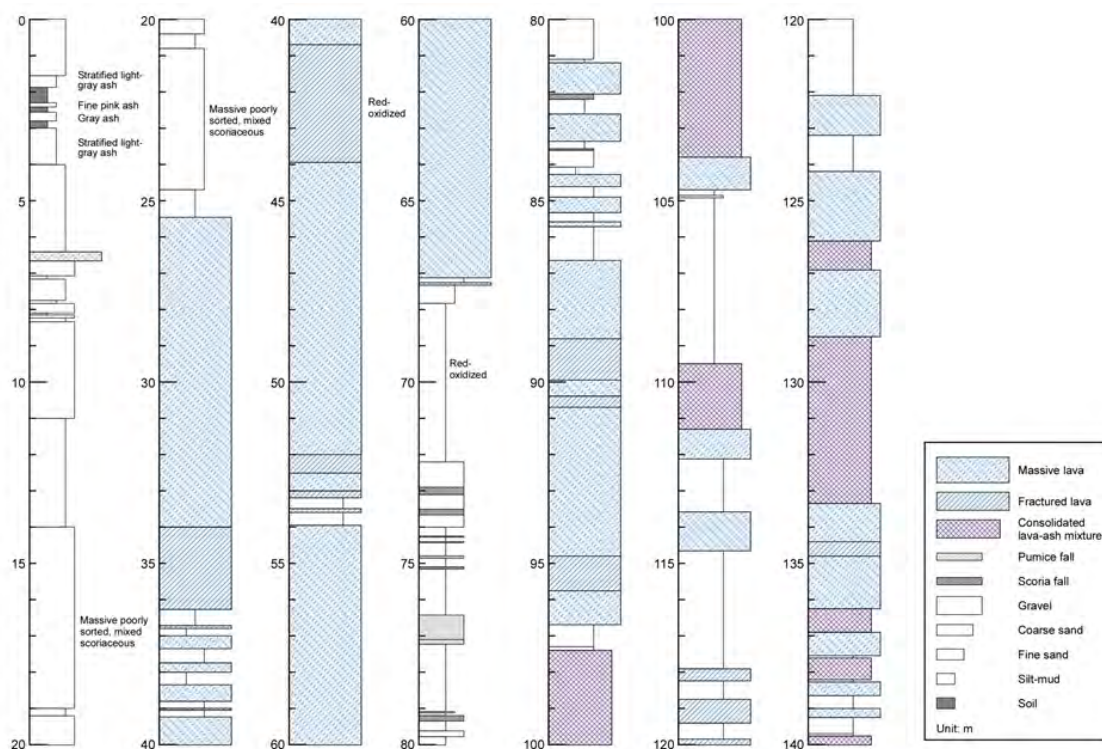 0
5
10
15
20
Stratified light-
gray ash
Fine pink ash
Gray ash
Stratified light-
gray ash
Massive poorly
sorted, mixed
scoriaceous
20
25
30
35
40
Massive poorly
sorted, mixed
scoriaceous
40
45
50
55
60
Red-
oxidized
60
65
70
75
80
Red-
oxidized
80
85
90
95
100
100
105
110
115
120
120
125
130
135
140
Massive lava
Fractured lava
Consolidated
lava-ash mixture
Pumice fall
Scoria fall
Gravel
Coarse sand
Fine sand
Silt-mud
Soil
Unit: m